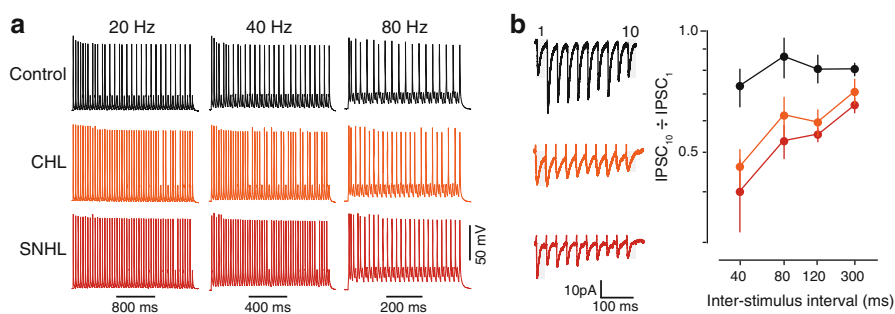 a
20 Hz 40 Hz 80 Hz
Control
CHL
SNHL
50 mV
800 ms 400 ms 200 ms
b
1 10
10pA
100 ms
IPSC10 ÷ IPSC1
1.0
0.5
40 80 120 300
Inter-stimulus interval (ms)